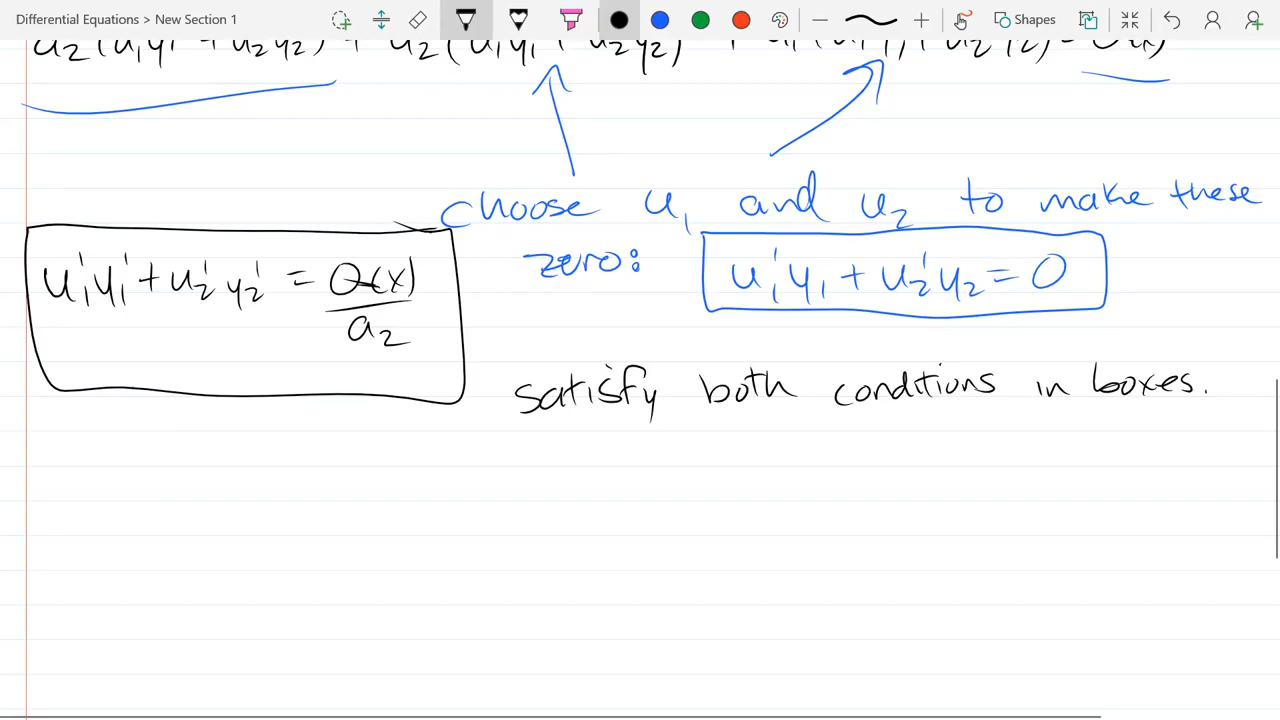 Differential Equations > New Section 1
Shapes
choose u₁ and u₂ to make these
zero: u₁'y₁ + u₂'y₂ = 0
u₁'y₁' + u₂'y₂' = Q(x)
a₂
satisfy both conditions in boxes.